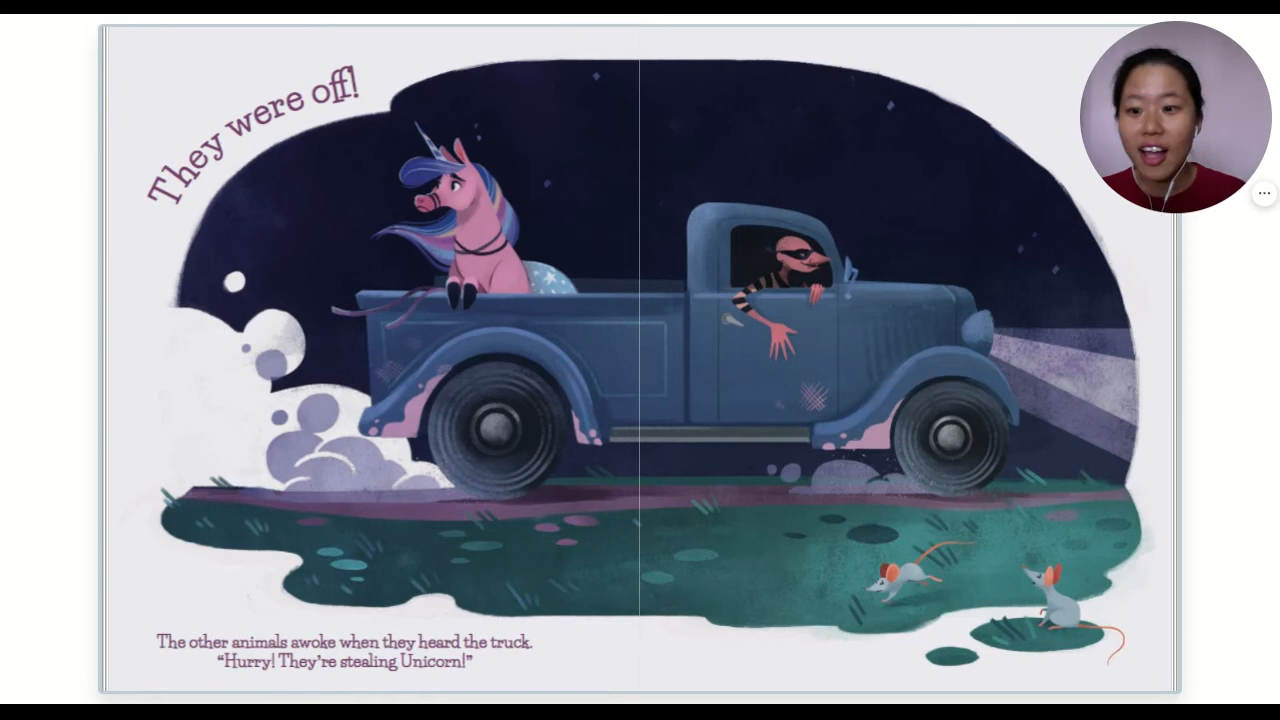 They were off!
The other animals awoke when they heard the truck.
“Hurry! They’re stealing Unicorn!”